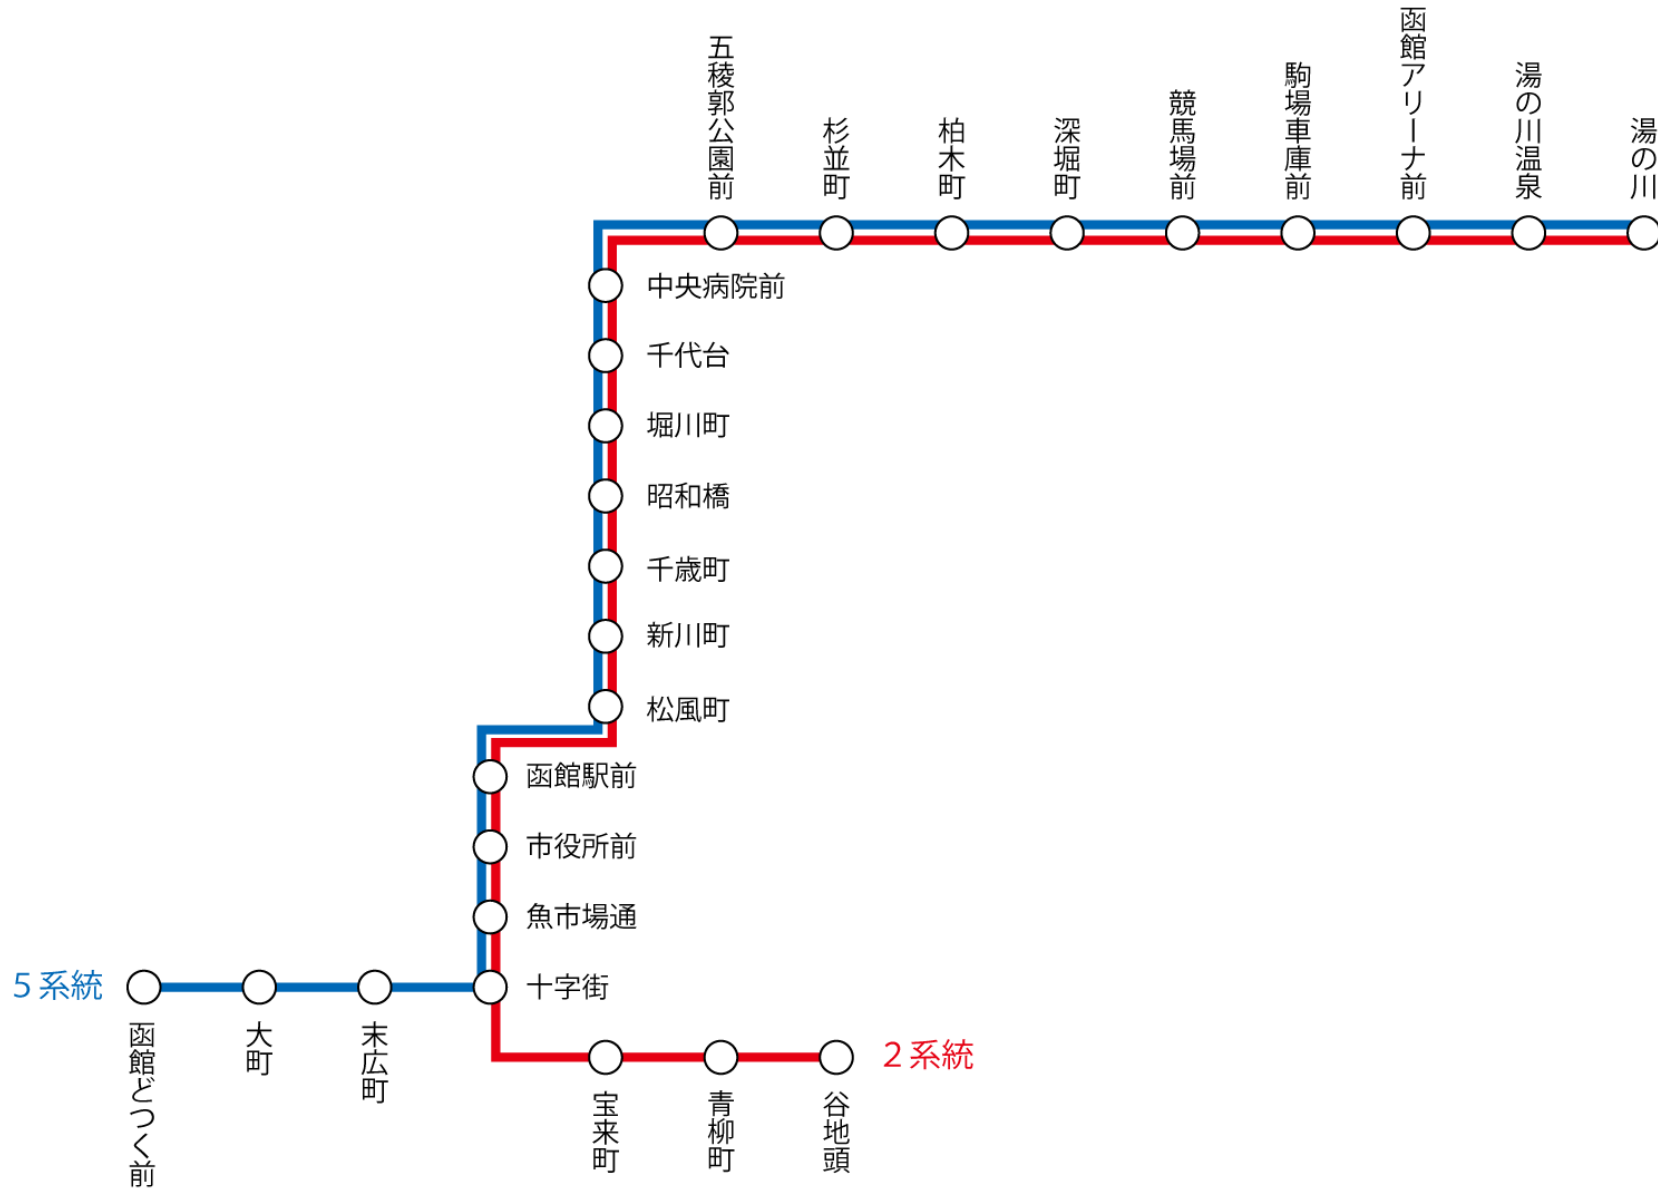 五稜郭公園前
杉並町
柏木町
深堀町
競馬場前
駒場車庫前
函館アリーナ前
湯の川温泉
湯の川
中央病院前
千代台
堀川町
昭和橋
千歳町
新川町
松風町
函館駅前
市役所前
魚市場通
十字街
5系統
函館どつく前
大町
末広町
宝来町
青柳町
谷地頭
2系統